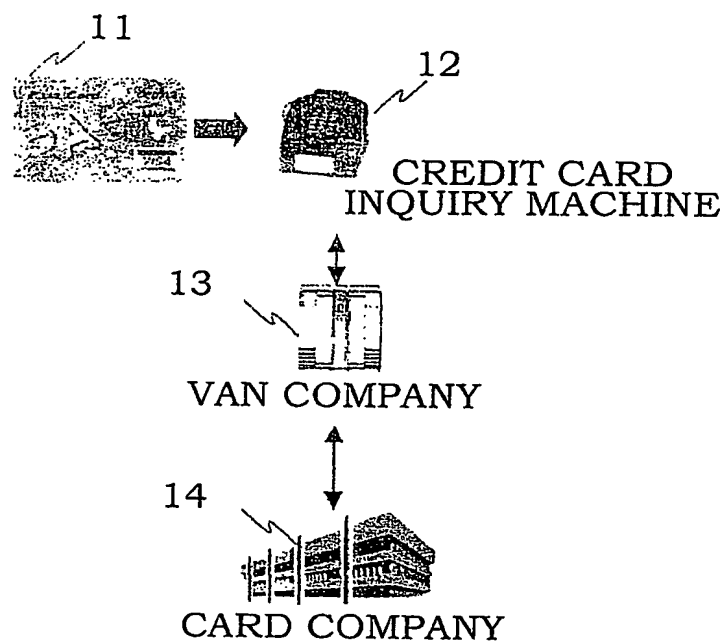 11
12
CREDIT CARD
INQUIRY MACHINE
13
VAN COMPANY
14
CARD COMPANY